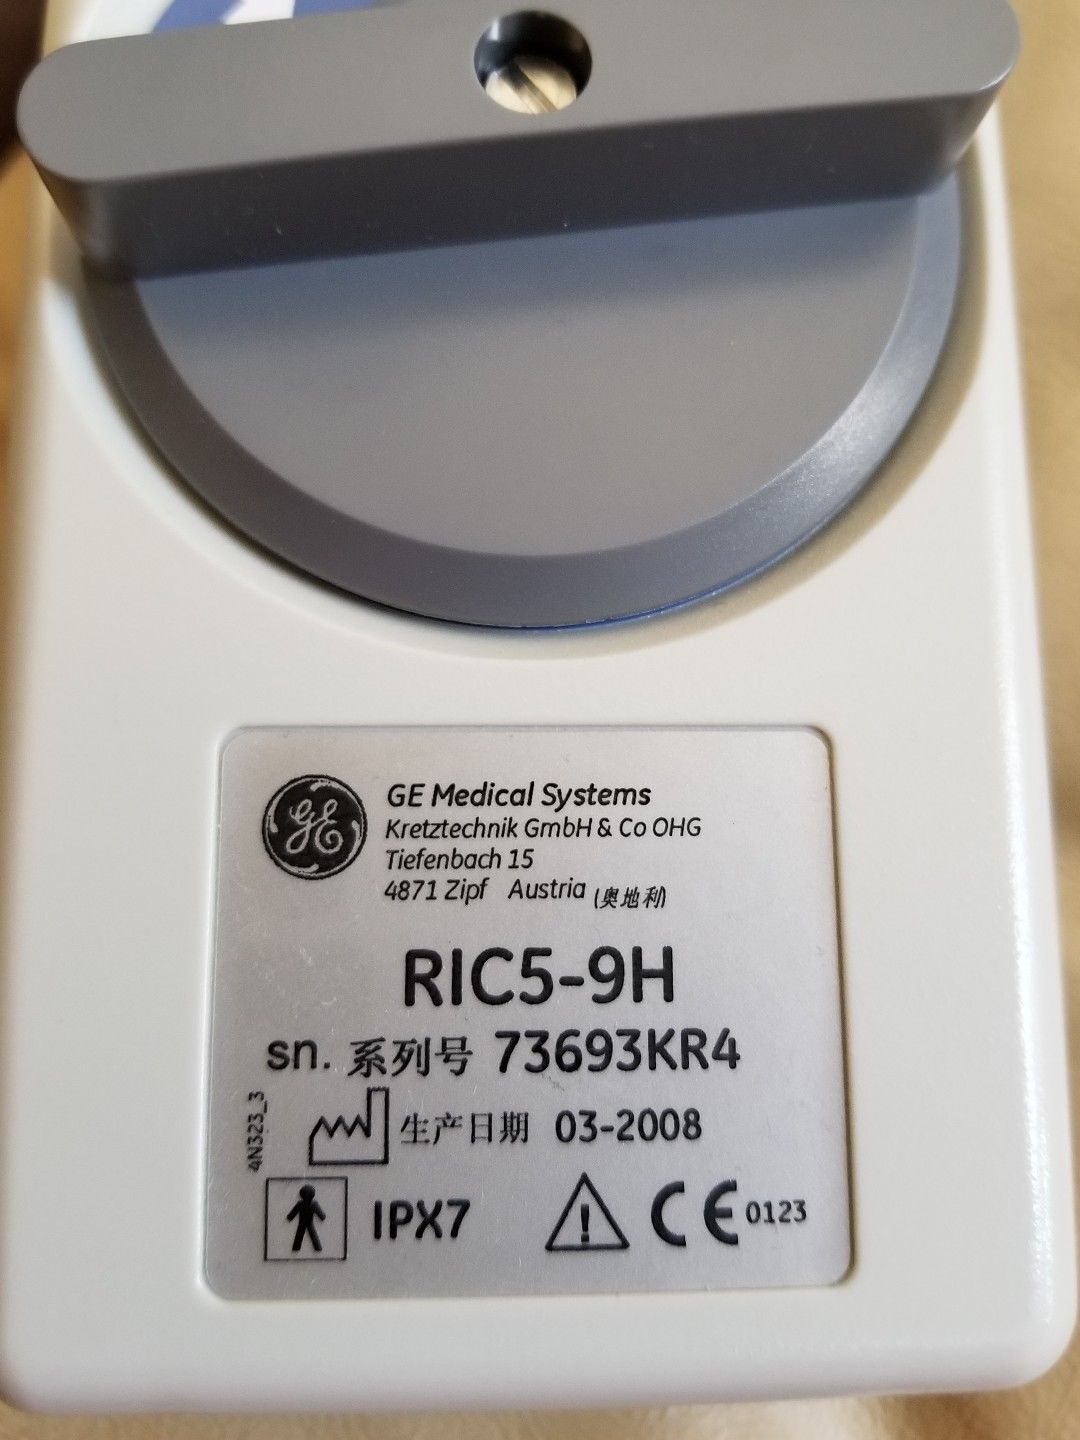 GE
GE Medical Systems
Kretztechnik GmbH & Co OHG
Tiefenbach 15
4871 Zipf Austria (奥地利)
RIC5-9H
sn. 系列号 73693KR4
生产日期 03-2008
4N323_3
IPX7 ! CE 0123